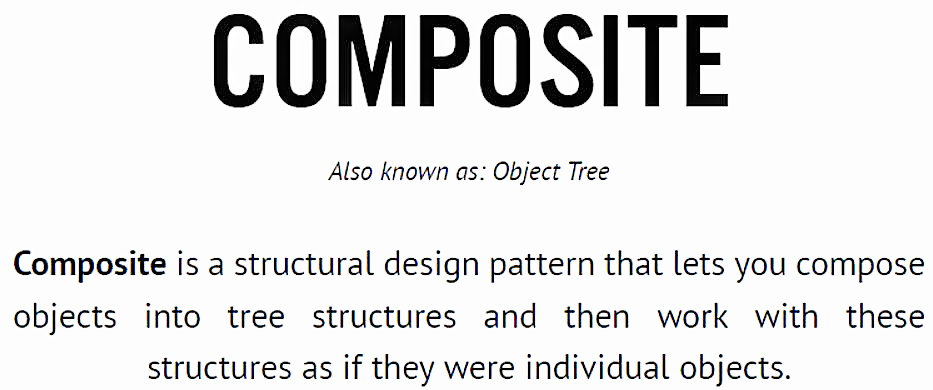 COMPOSITE
Also known as: Object Tree
Composite is a structural design pattern that lets you compose
objects into tree structures and then work with these
structures as if they were individual objects.